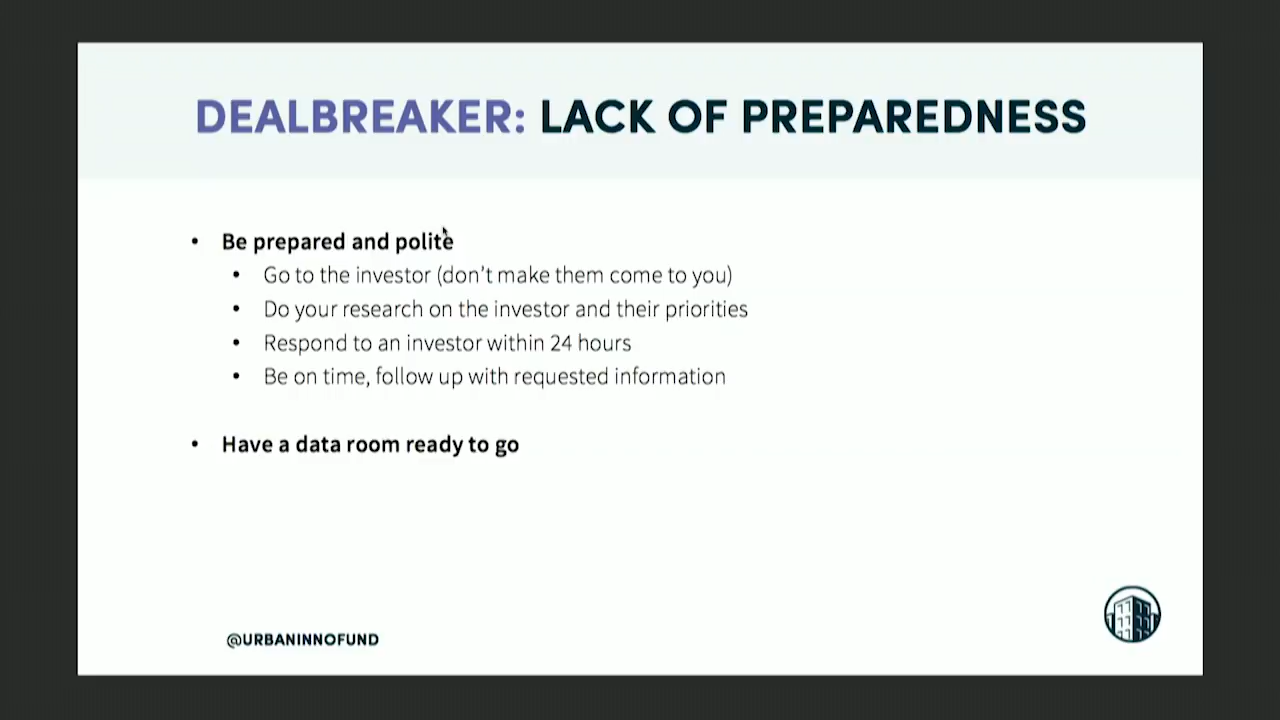 DEALBREAKER: LACK OF PREPAREDNESS
• Be prepared and polite
• Go to the investor (don't make them come to you)
• Do your research on the investor and their priorities
• Respond to an investor within 24 hours
• Be on time, follow up with requested information
• Have a data room ready to go
@URBANINNOFUND